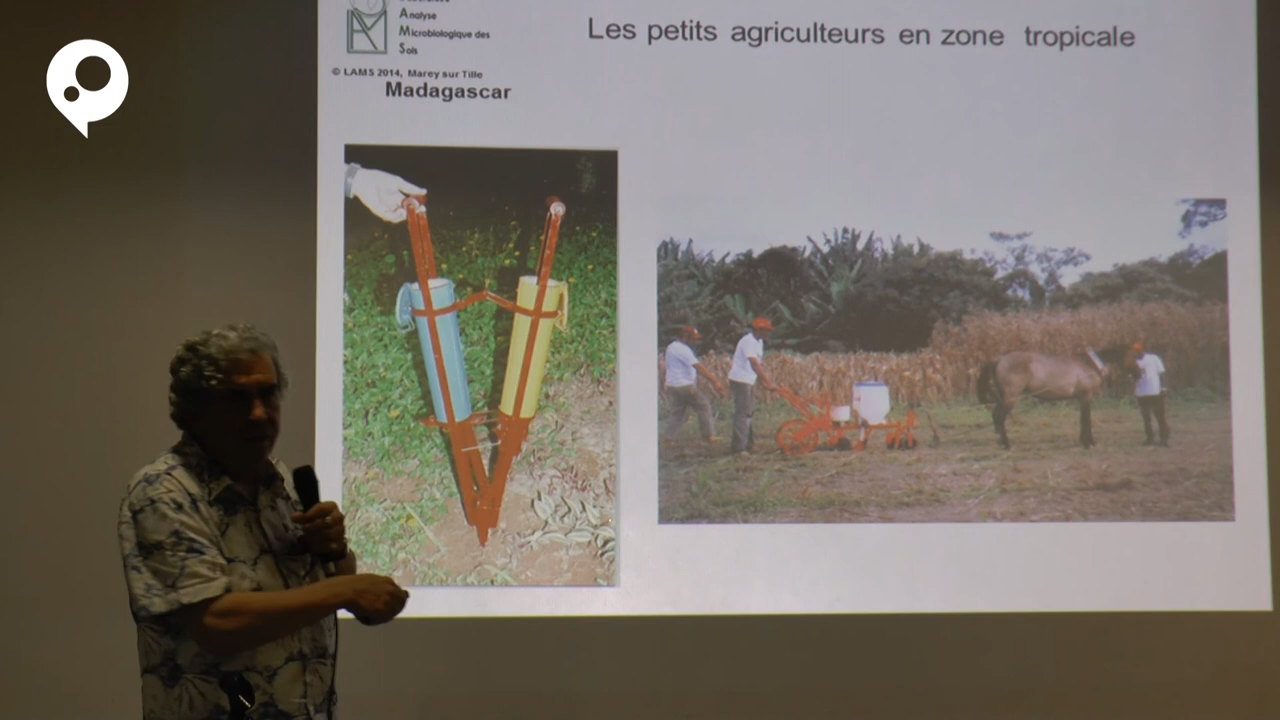 Analyse
Microbiologique des
Sols
© LAMS 2014, Marey sur Tille
Madagascar
Les petits agriculteurs en zone tropicale